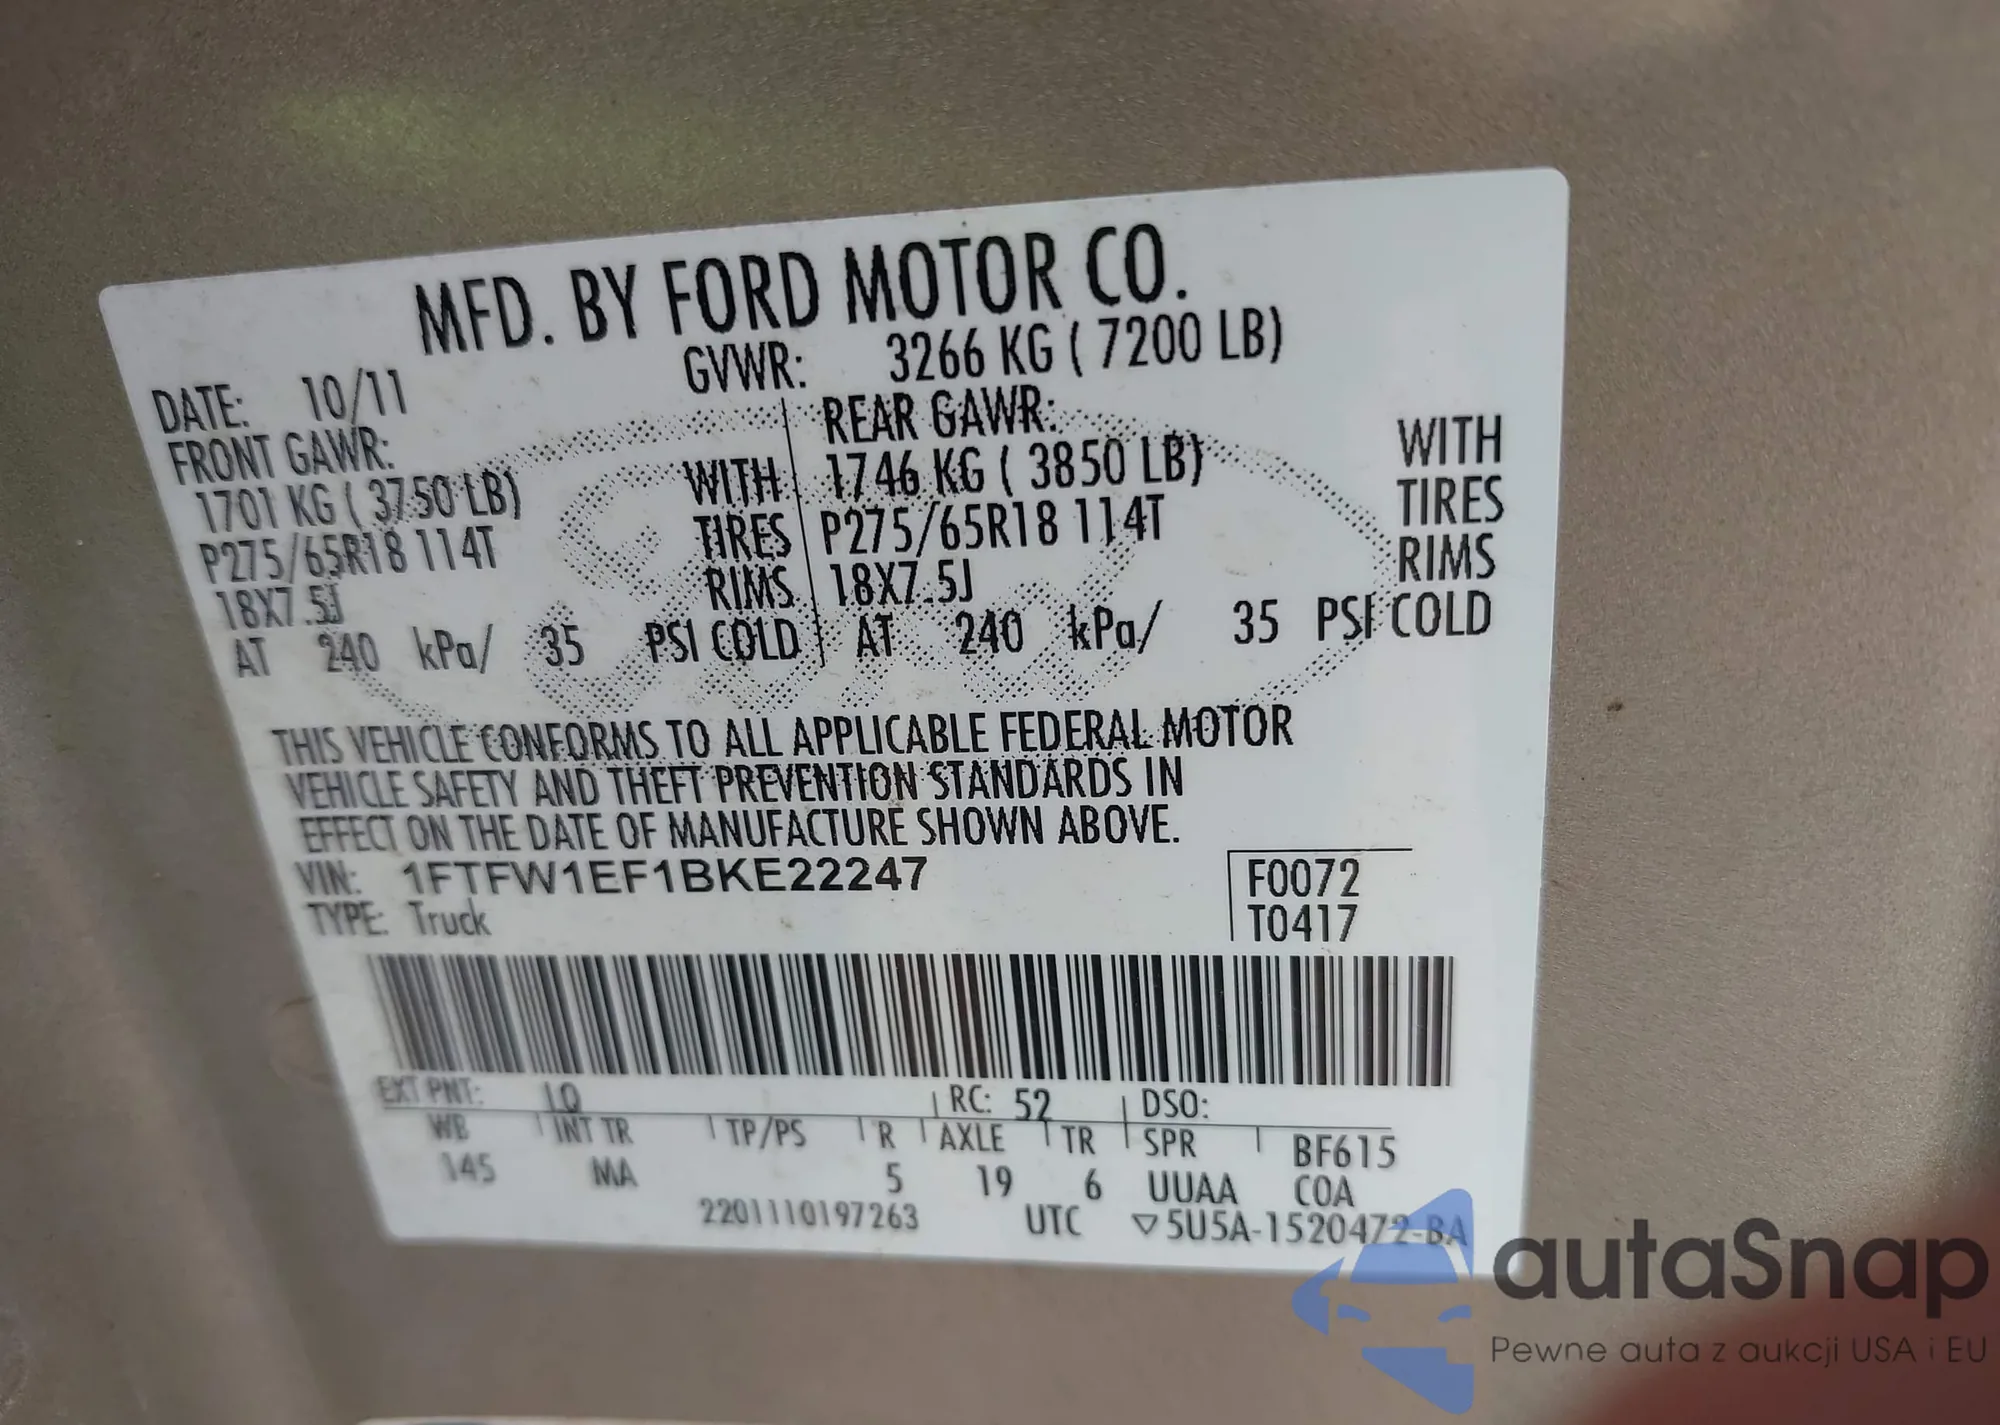 MFD. BY FORD MOTOR CO.
DATE: 10/11 GVWR: 3266 KG ( 7200 LB)
FRONT GAWR: REAR GAWR:
1701 KG ( 3750 LB) WITH 1746 KG ( 3850 LB) WITH
P275/65R18 114T TIRES P275/65R18 114T TIRES
18X7.5J RIMS 18X7.5J RIMS
AT 240 kPa/ 35 PSI COLD AT 240 kPa/ 35 PSI COLD
THIS VEHICLE CONFORMS TO ALL APPLICABLE FEDERAL MOTOR
VEHICLE SAFETY AND THEFT PREVENTION STANDARDS IN
EFFECT ON THE DATE OF MANUFACTURE SHOWN ABOVE.
VIN: 1FTFW1EF1BKE22247 F0072
TYPE: Truck T0417
EXT PNT: LQ RC: 52 DSO:
WB INT TR TP/PS R AXLE TR SPR BF615
145 MA 5 19 6 UUAA COA
2201110197263 UTC ▽5U5A-1520472-BA
autaSnap
Pewne auta z aukcji USA i EU